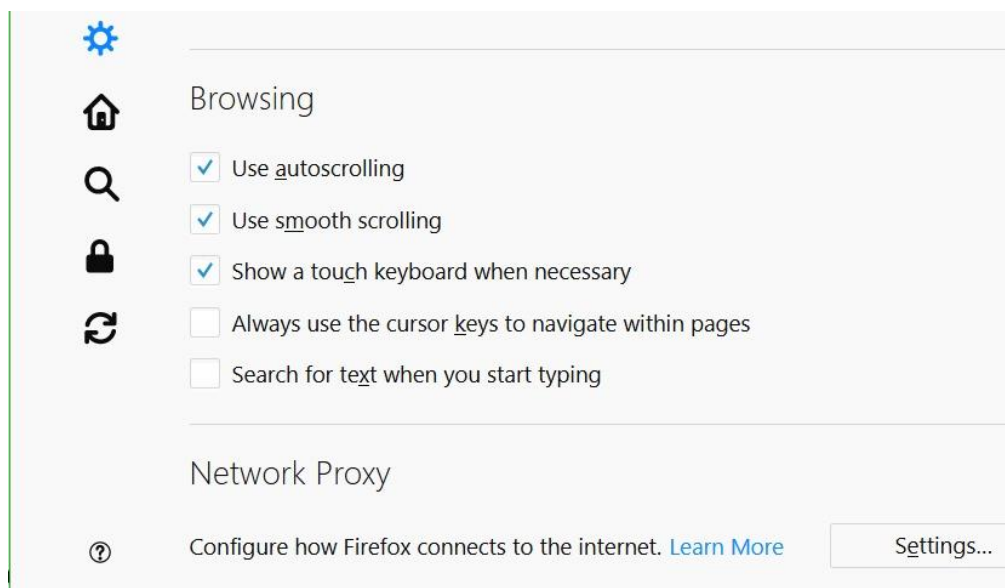 Browsing
Use autoscrolling
Use smooth scrolling
Show a touch keyboard when necessary
Always use the cursor keys to navigate within pages
Search for text when you start typing
Network Proxy
Configure how Firefox connects to the internet. Learn More Settings...